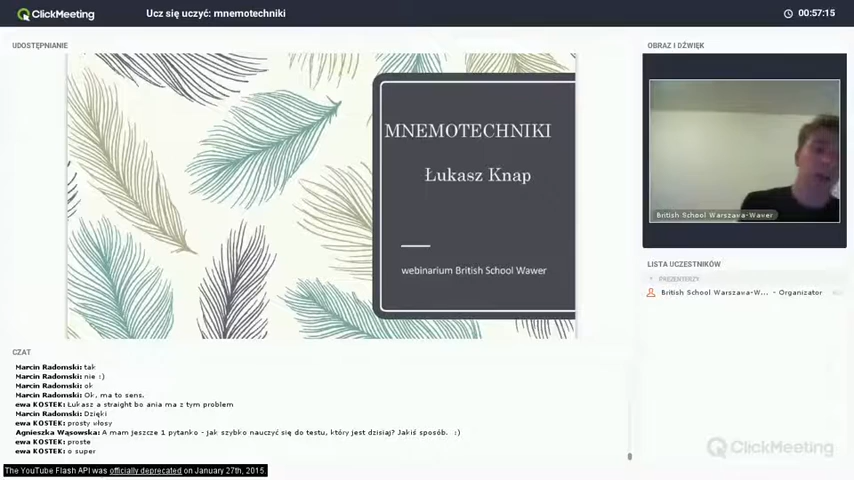 ClickMeeting
Ucz się uczyć: mnemotechniki
00:57:15
UDOSTĘPNIANIE
OBRAZ I DŹWIĘK
MNEMOTECHNIKI
Łukasz Knap
webinarium British School Wawer
British School Warszawa-Wawer
LISTA UCZESTNIKÓW
PREZENTERZY
British School Warszawa-W... - Organizator
CZAT
Marcin Radomski: tak
Marcin Radomski: nie :)
Marcin Radomski: ok
Marcin Radomski: Ok, ma to sens.
ewa KOSTEK: Łukasz a straight bo ania ma z tym problem
Marcin Radomski: Dzięki
ewa KOSTEK: prosty włosy
Agnieszka Wąsowska: A mam jeszcze 1 pytanko - jak szybko nauczyć się do testu, który jest dzisiaj? Jakiś sposób. :)
ewa KOSTEK: proste
ewa KOSTEK: o super
ClickMeeting
The YouTube Flash API was officially deprecated on January 27th, 2015.